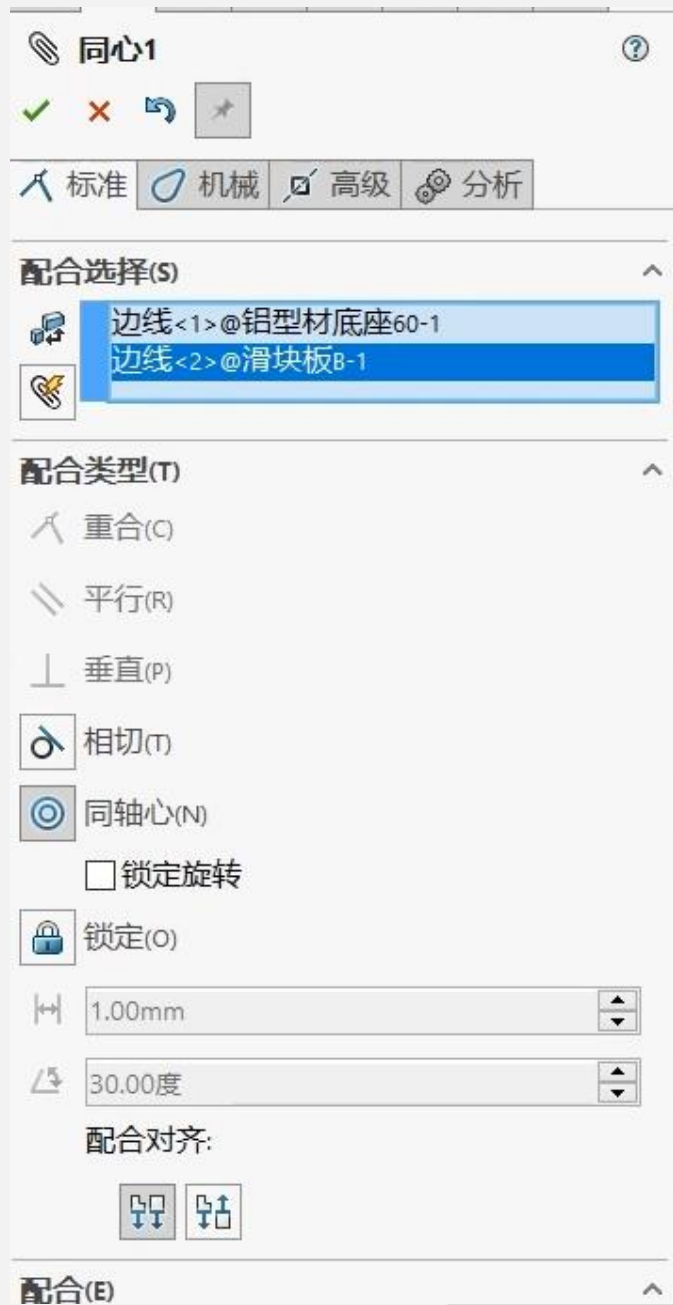 同心1
标准 机械 高级 分析
配合选择(S)
边线<1>@铝型材底座60-1
边线<2>@滑块板B-1
配合类型(T)
重合(C)
平行(R)
垂直(P)
相切(T)
同轴心(N)
锁定旋转
锁定(O)
1.00mm
30.00度
配合对齐:
配合(E)